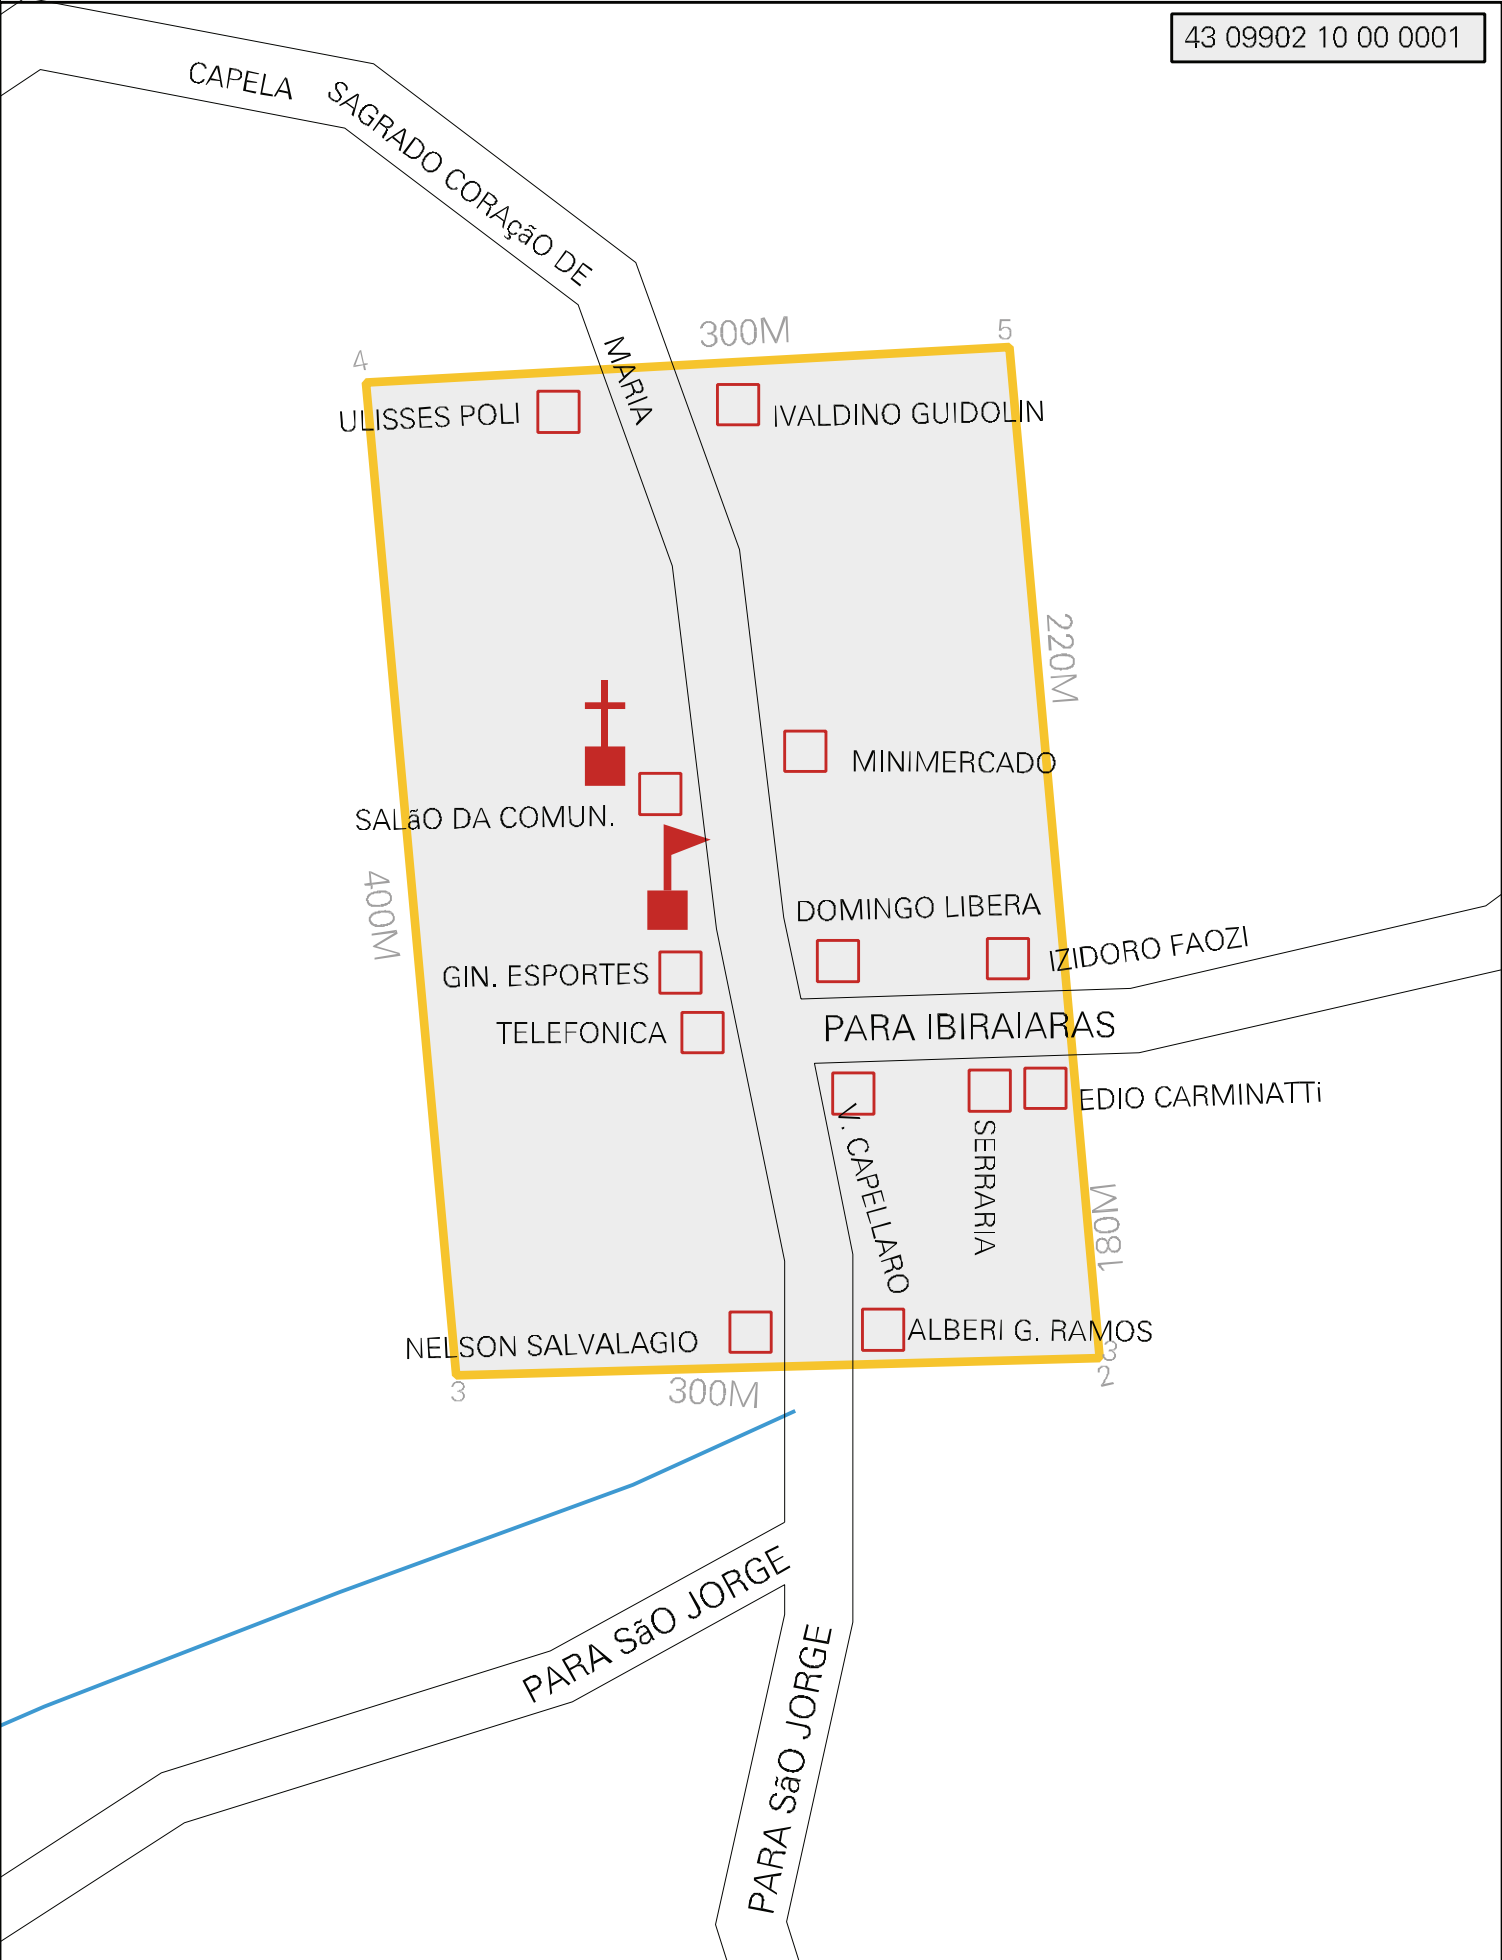 43 09902 10 00 0001
CAPELA SAGRADO CORAçãO DE MARIA
300M
5
4
ULISSES POLI
IVALDINO GUIDOLIN
220M
MINIMERCADO
SALãO DA COMUN.
400M
DOMINGO LIBERA
IZIDORO FAOZI
GIN. ESPORTES
TELEFONICA
PARA IBIRAIARAS
EDIO CARMINATTi
V. CAPELLARO
SERRARIA
180M
NELSON SALVALAGIO
ALBERI G. RAMOS
3
2
3
300M
PARA SãO JORGE
PARA SãO JORGE